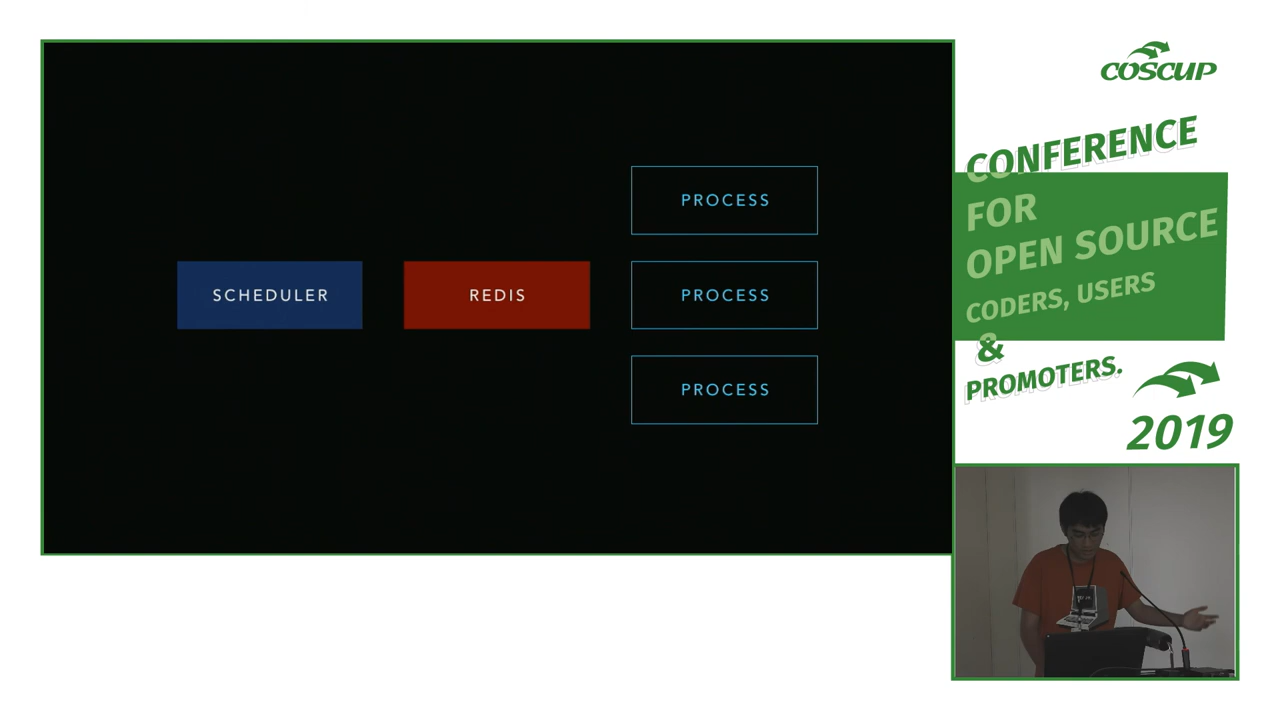 SCHEDULER
REDIS
PROCESS
PROCESS
PROCESS
COSCUP
CONFERENCE
FOR
OPEN SOURCE
CODERS, USERS
&
PROMOTERS.
2019